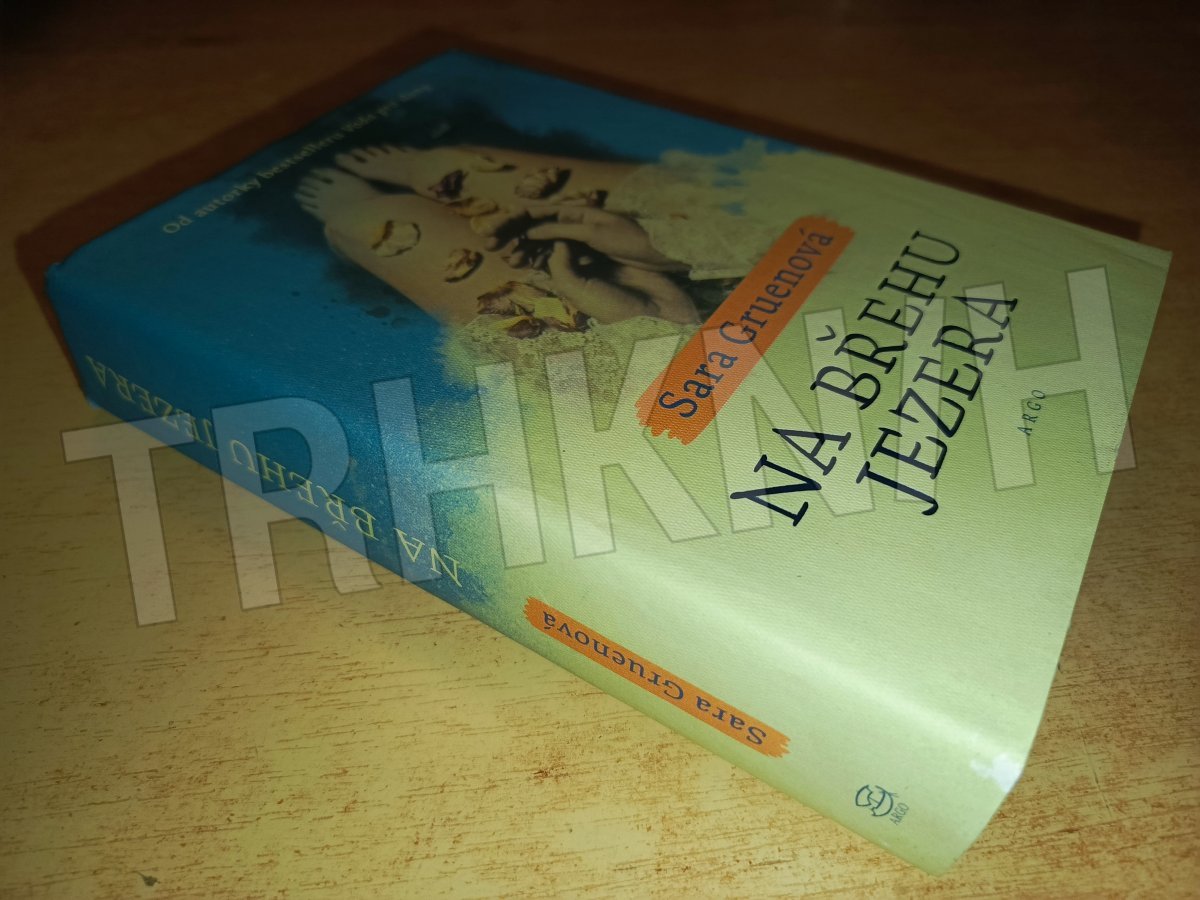 Od autorky bestselleru Voda pro slony
Sara Gruenová
NA BŘEHU
JEZERA
ARGO
NA BŘEHU JEZERA
Sara Gruenová
ARGO
TRHKNIH